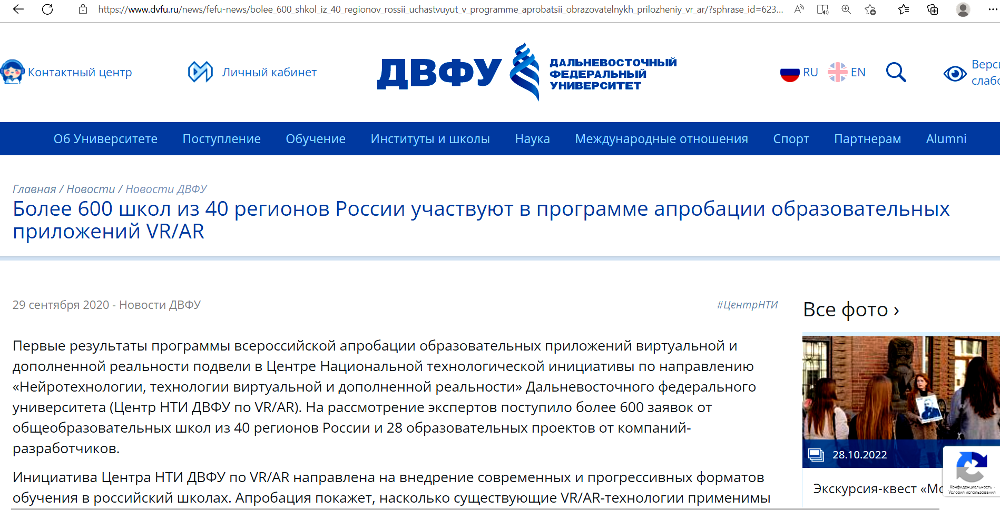 https://www.dvfu.ru/news/fefu-news/bolee_600_shkol_iz_40_regionov_rossii_uchastvuyut_v_programme_aprobatsii_obrazovatelnykh_prilozheniy_vr_ar/?sphrase_id=623...
Контактный центр
Личный кабинет
ДВФУ
ДАЛЬНЕВОСТОЧНЫЙ
ФЕДЕРАЛЬНЫЙ
УНИВЕРСИТЕТ
RU
EN
Верси
слабо
Об Университете Поступление Обучение Институты и школы Наука Международные отношения Спорт Партнерам Alumni
Главная / Новости / Новости ДВФУ
Более 600 школ из 40 регионов России участвуют в программе апробации образовательных
приложений VR/AR
29 сентября 2020 - Новости ДВФУ
#ЦентрНТИ
Первые результаты программы всероссийской апробации образовательных приложений виртуальной и
дополненной реальности подвели в Центре Национальной технологической инициативы по направлению
«Нейротехнологии, технологии виртуальной и дополненной реальности» Дальневосточного федерального
университета (Центр НТИ ДВФУ по VR/AR). На рассмотрение экспертов поступило более 600 заявок от
общеобразовательных школ из 40 регионов России и 28 образовательных проектов от компаний-
разработчиков.
Инициатива Центра НТИ ДВФУ по VR/AR направлена на внедрение современных и прогрессивных форматов
обучения в российский школах. Апробация покажет, насколько существующие VR/AR-технологии применимы
Все фото ›
28.10.2022
Экскурсия-квест «Мо
Конфиденциальность -
Условия использования